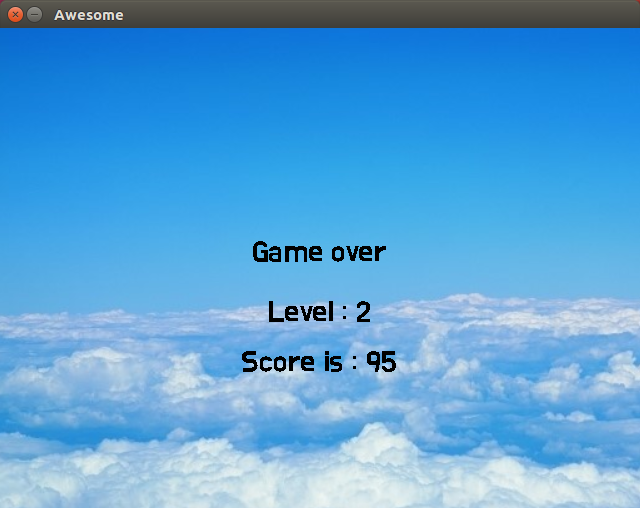 Awesome
Game over
Level : 2
Score is : 95